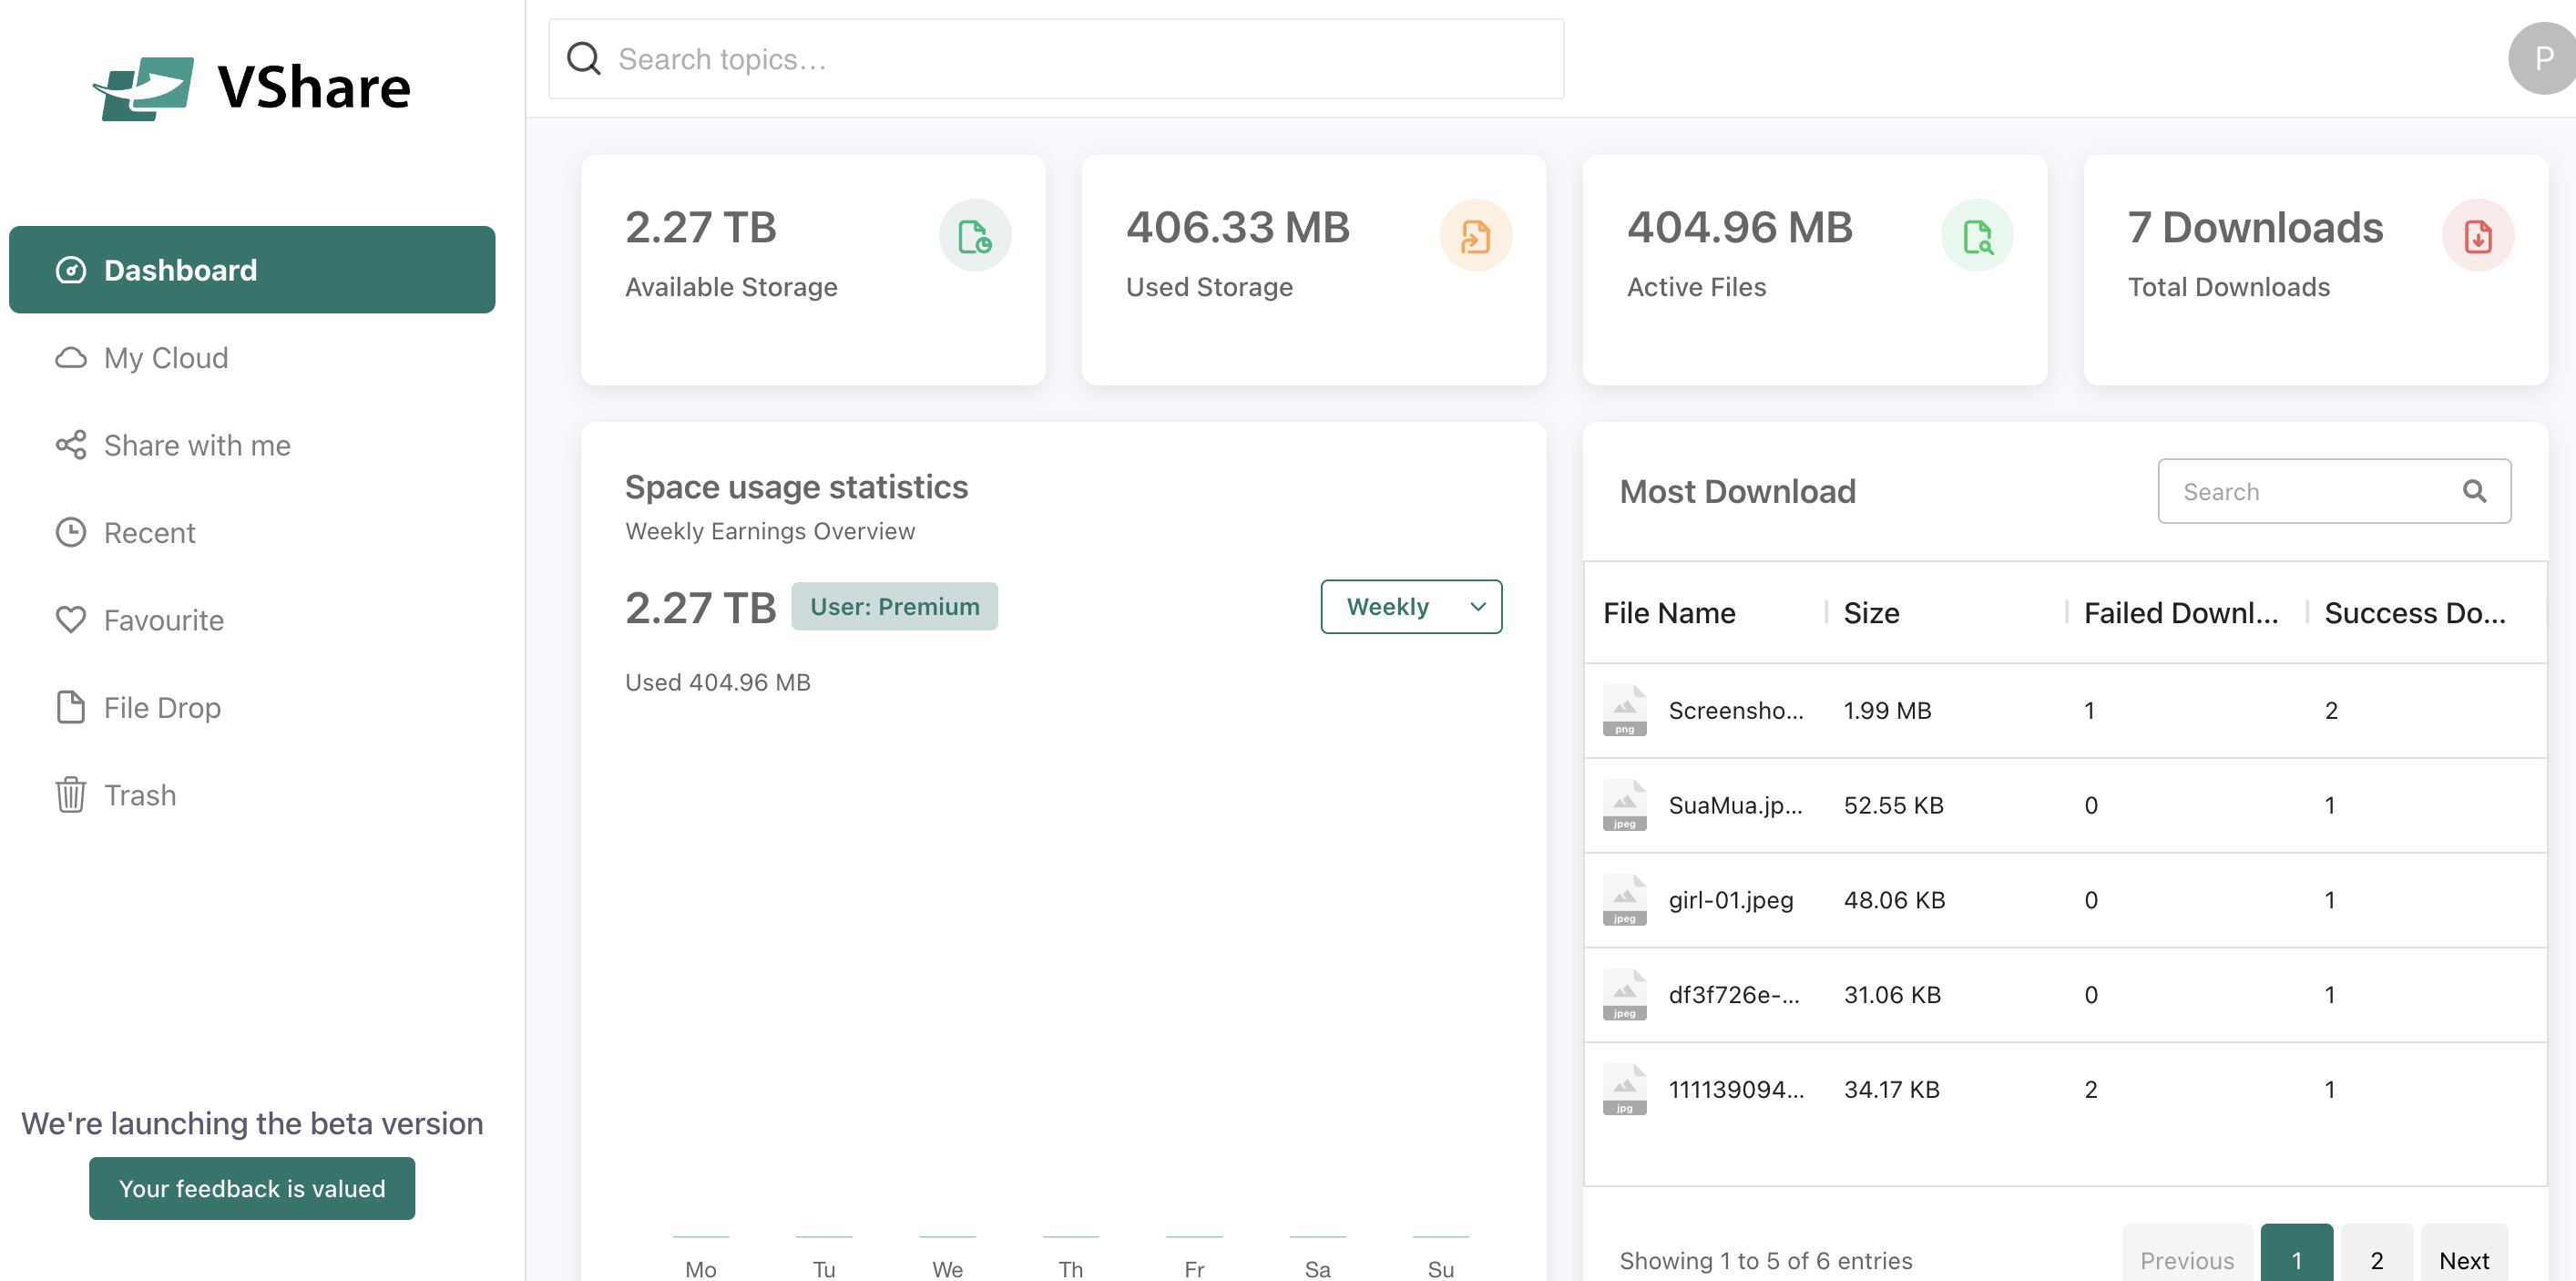 VShare
Search topics...
P
Dashboard
My Cloud
Share with me
Recent
Favourite
File Drop
Trash
We're launching the beta version
Your feedback is valued
2.27 TB
Available Storage
406.33 MB
Used Storage
404.96 MB
Active Files
7 Downloads
Total Downloads
Space usage statistics
Weekly Earnings Overview
2.27 TB User: Premium
Weekly
Used 404.96 MB
Mo Tu We Th Fr Sa Su
Most Download
Search
File Name Size Failed Downl... Success Do...
png Screensho... 1.99 MB 1 2
jpeg SuaMua.jp... 52.55 KB 0 1
jpeg girl-01.jpeg 48.06 KB 0 1
jpeg df3f726e-... 31.06 KB 0 1
jpg 111139094... 34.17 KB 2 1
Showing 1 to 5 of 6 entries
Previous 1 2 Next